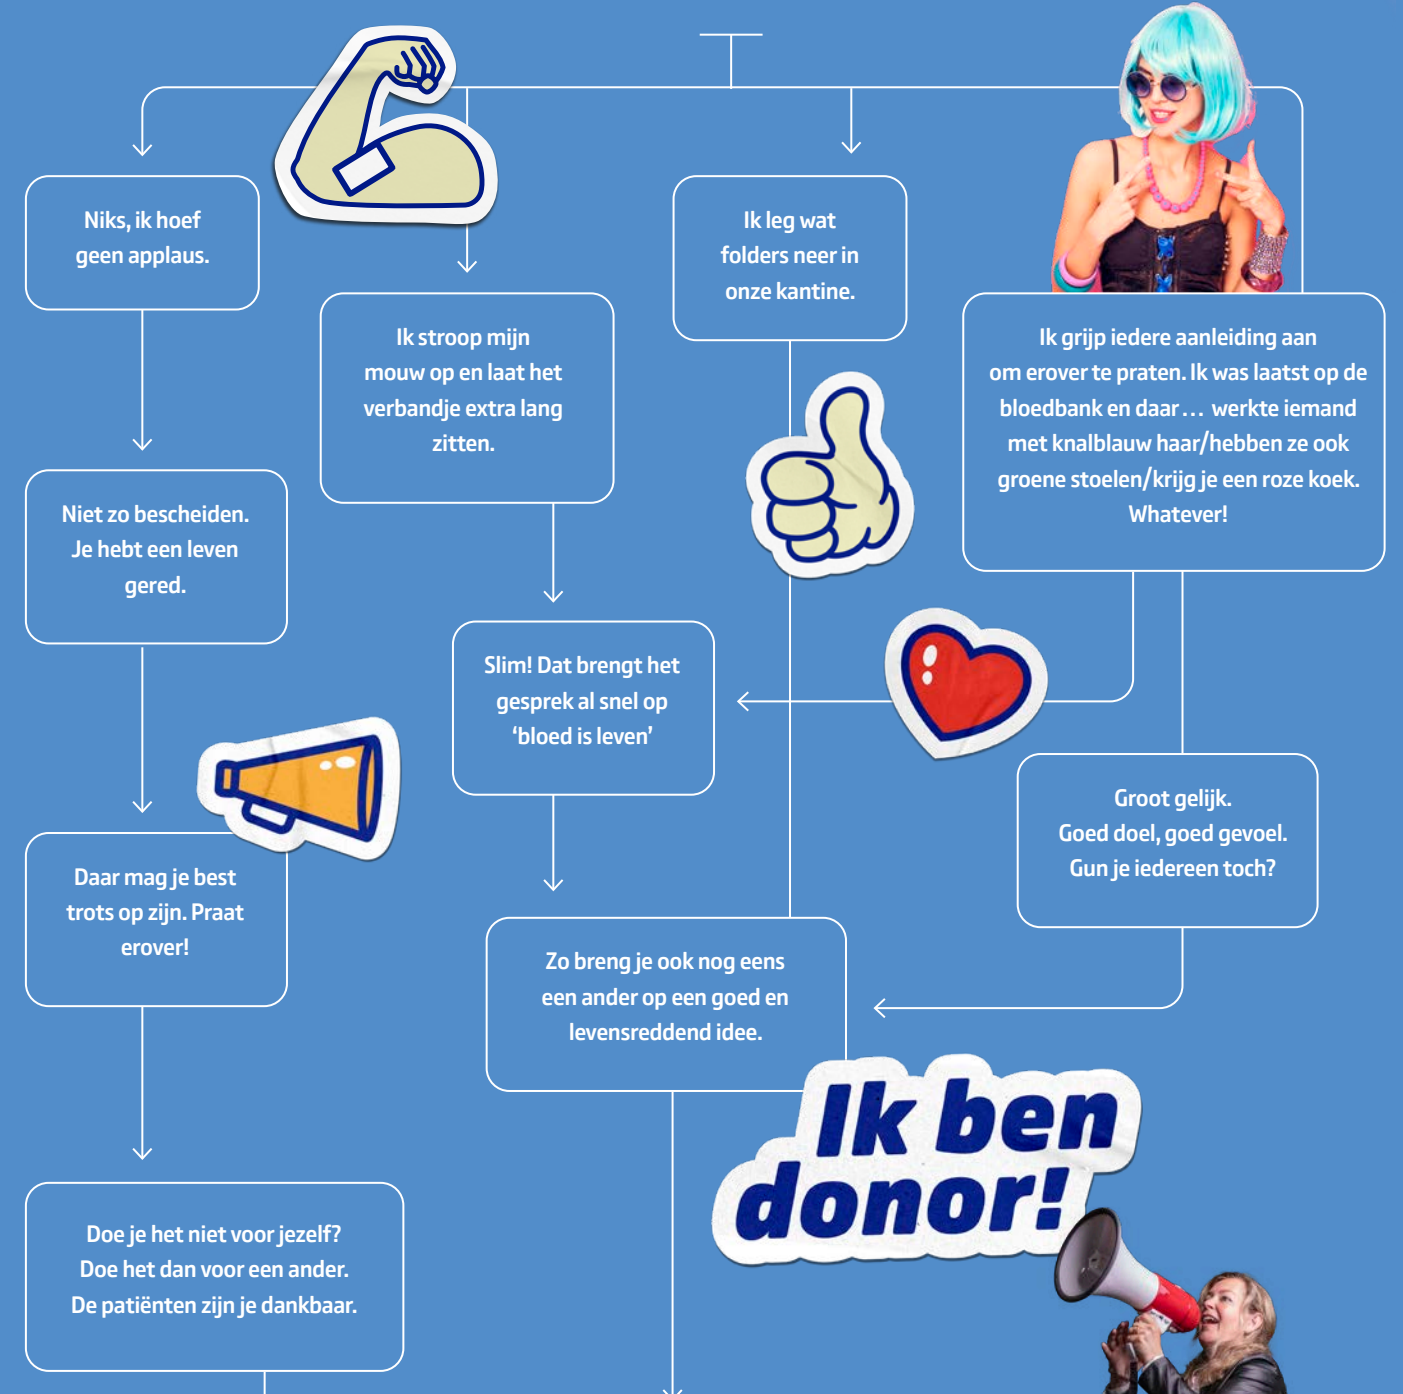 Niks, ik hoef
geen applaus.
Ik stroop mijn
mouw op en laat het
verbandje extra lang
zitten.
Ik leg wat
folders neer in
onze kantine.
Ik grijp iedere aanleiding aan
om erover te praten. Ik was laatst op de
bloedbank en daar… werkte iemand
met knalblauw haar/hebben ze ook
groene stoelen/krijg je een roze koek.
Whatever!
Niet zo bescheiden.
Je hebt een leven
gered.
Slim! Dat brengt het
gesprek al snel op
‘bloed is leven’
Groot gelijk.
Goed doel, goed gevoel.
Gun je iedereen toch?
Daar mag je best
trots op zijn. Praat
erover!
Zo breng je ook nog eens
een ander op een goed en
levensreddend idee.
Ik ben
donor!
Doe je het niet voor jezelf?
Doe het dan voor een ander.
De patiënten zijn je dankbaar.